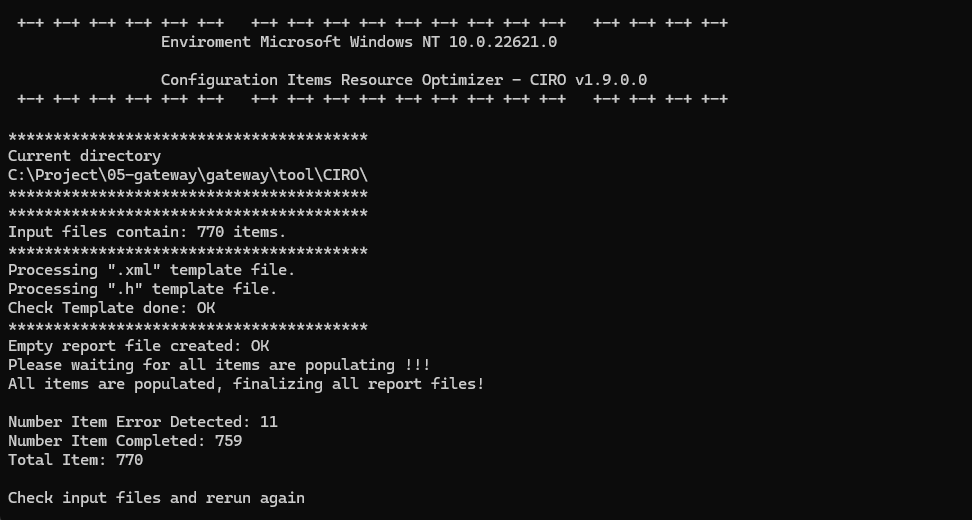 +-+ +-+ +-+ +-+ +-+ +-+   +-+ +-+ +-+ +-+ +-+ +-+ +-+ +-+ +-+   +-+ +-+ +-+ +-+
Enviroment Microsoft Windows NT 10.0.22621.0
Configuration Items Resource Optimizer - CIRO v1.9.0.0
+-+ +-+ +-+ +-+ +-+ +-+   +-+ +-+ +-+ +-+ +-+ +-+ +-+ +-+ +-+   +-+ +-+ +-+ +-+
****************************************
Current directory
C:\Project\05-gateway\gateway\tool\CIRO\
****************************************
****************************************
Input files contain: 770 items.
****************************************
Processing ".xml" template file.
Processing ".h" template file.
Check Template done: OK
****************************************
Empty report file created: OK
Please waiting for all items are populating !!!
All items are populated, finalizing all report files!
Number Item Error Detected: 11
Number Item Completed: 759
Total Item: 770
Check input files and rerun again